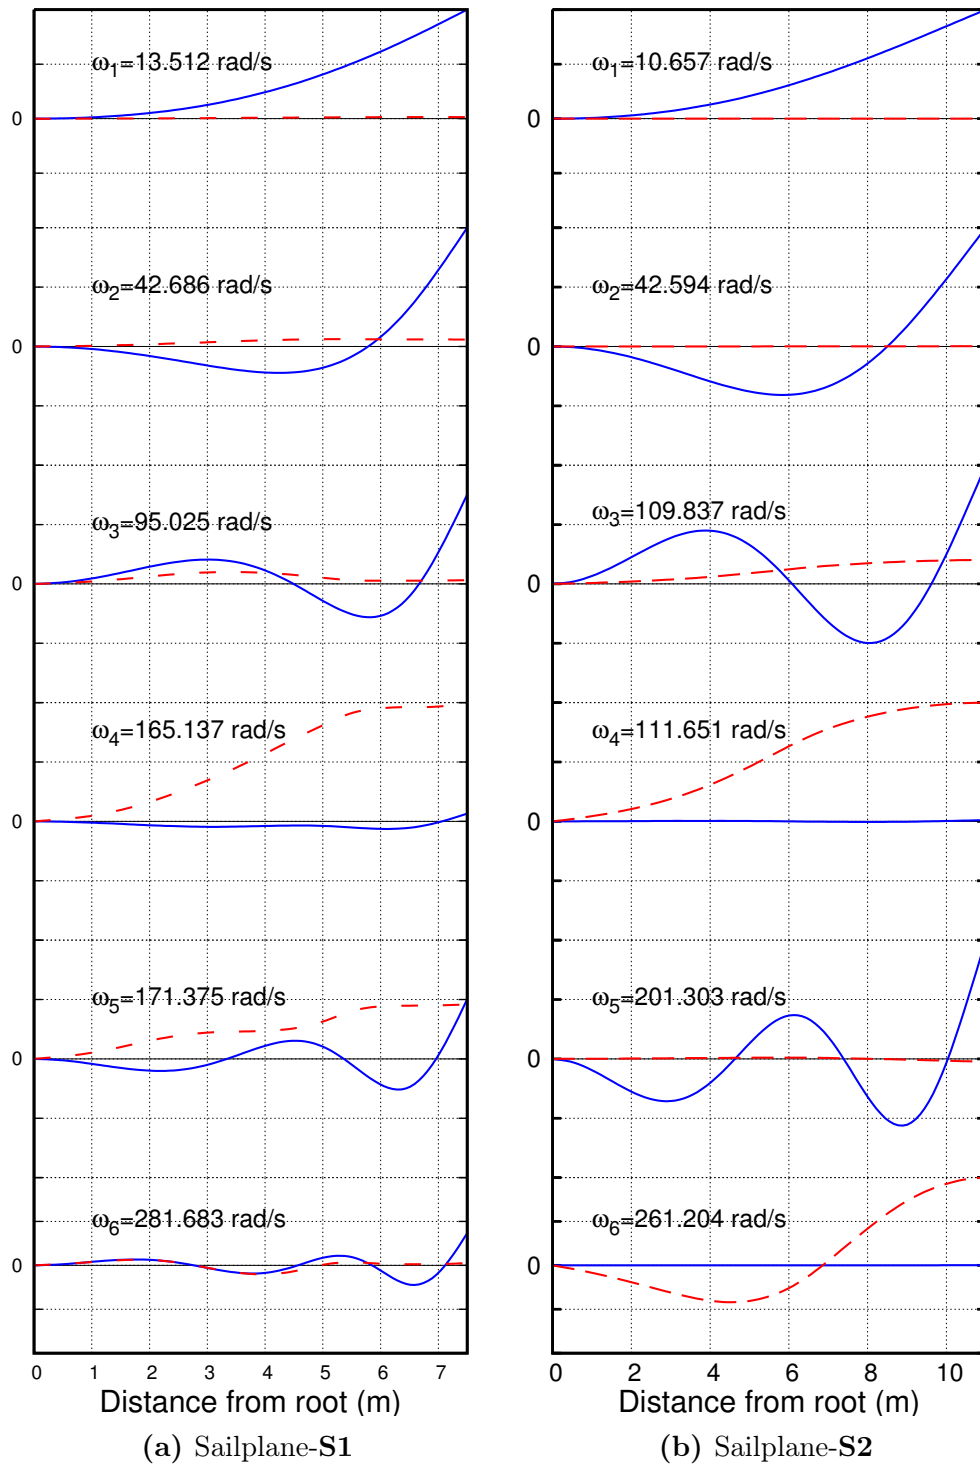 ω1=13.512 rad/s
0
ω2=42.686 rad/s
0
ω3=95.025 rad/s
0
ω4=165.137 rad/s
0
ω5=171.375 rad/s
0
ω6=281.683 rad/s
0
0 1 2 3 4 5 6 7
Distance from root (m)
(a) Sailplane-S1
ω1=10.657 rad/s
0
ω2=42.594 rad/s
0
ω3=109.837 rad/s
0
ω4=111.651 rad/s
0
ω5=201.303 rad/s
0
ω6=261.204 rad/s
0
0 2 4 6 8 10
Distance from root (m)
(b) Sailplane-S2